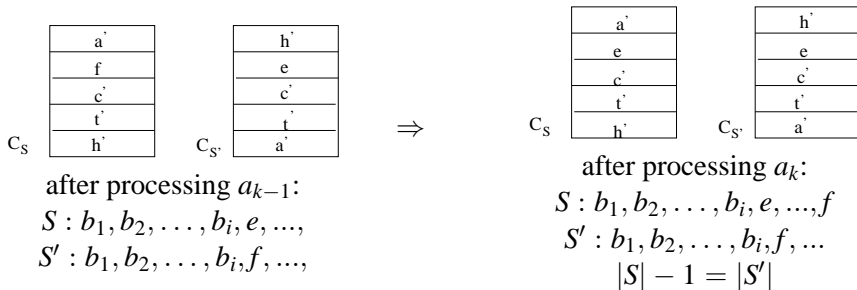 a' h' a' h'
f e e e
c' c' c' c'
t' t' ⇒ t' t'
C_S h' C_S' a' C_S h' C_S' a'
after processing a_{k−1}: after processing a_k:
S : b_1, b_2, . . . , b_i, e, ..., S : b_1, b_2, . . . , b_i, e, ..., f
S′ : b_1, b_2, . . . , b_i, f, ..., S′ : b_1, b_2, . . . , b_i, f, ...
|S| − 1 = |S′|